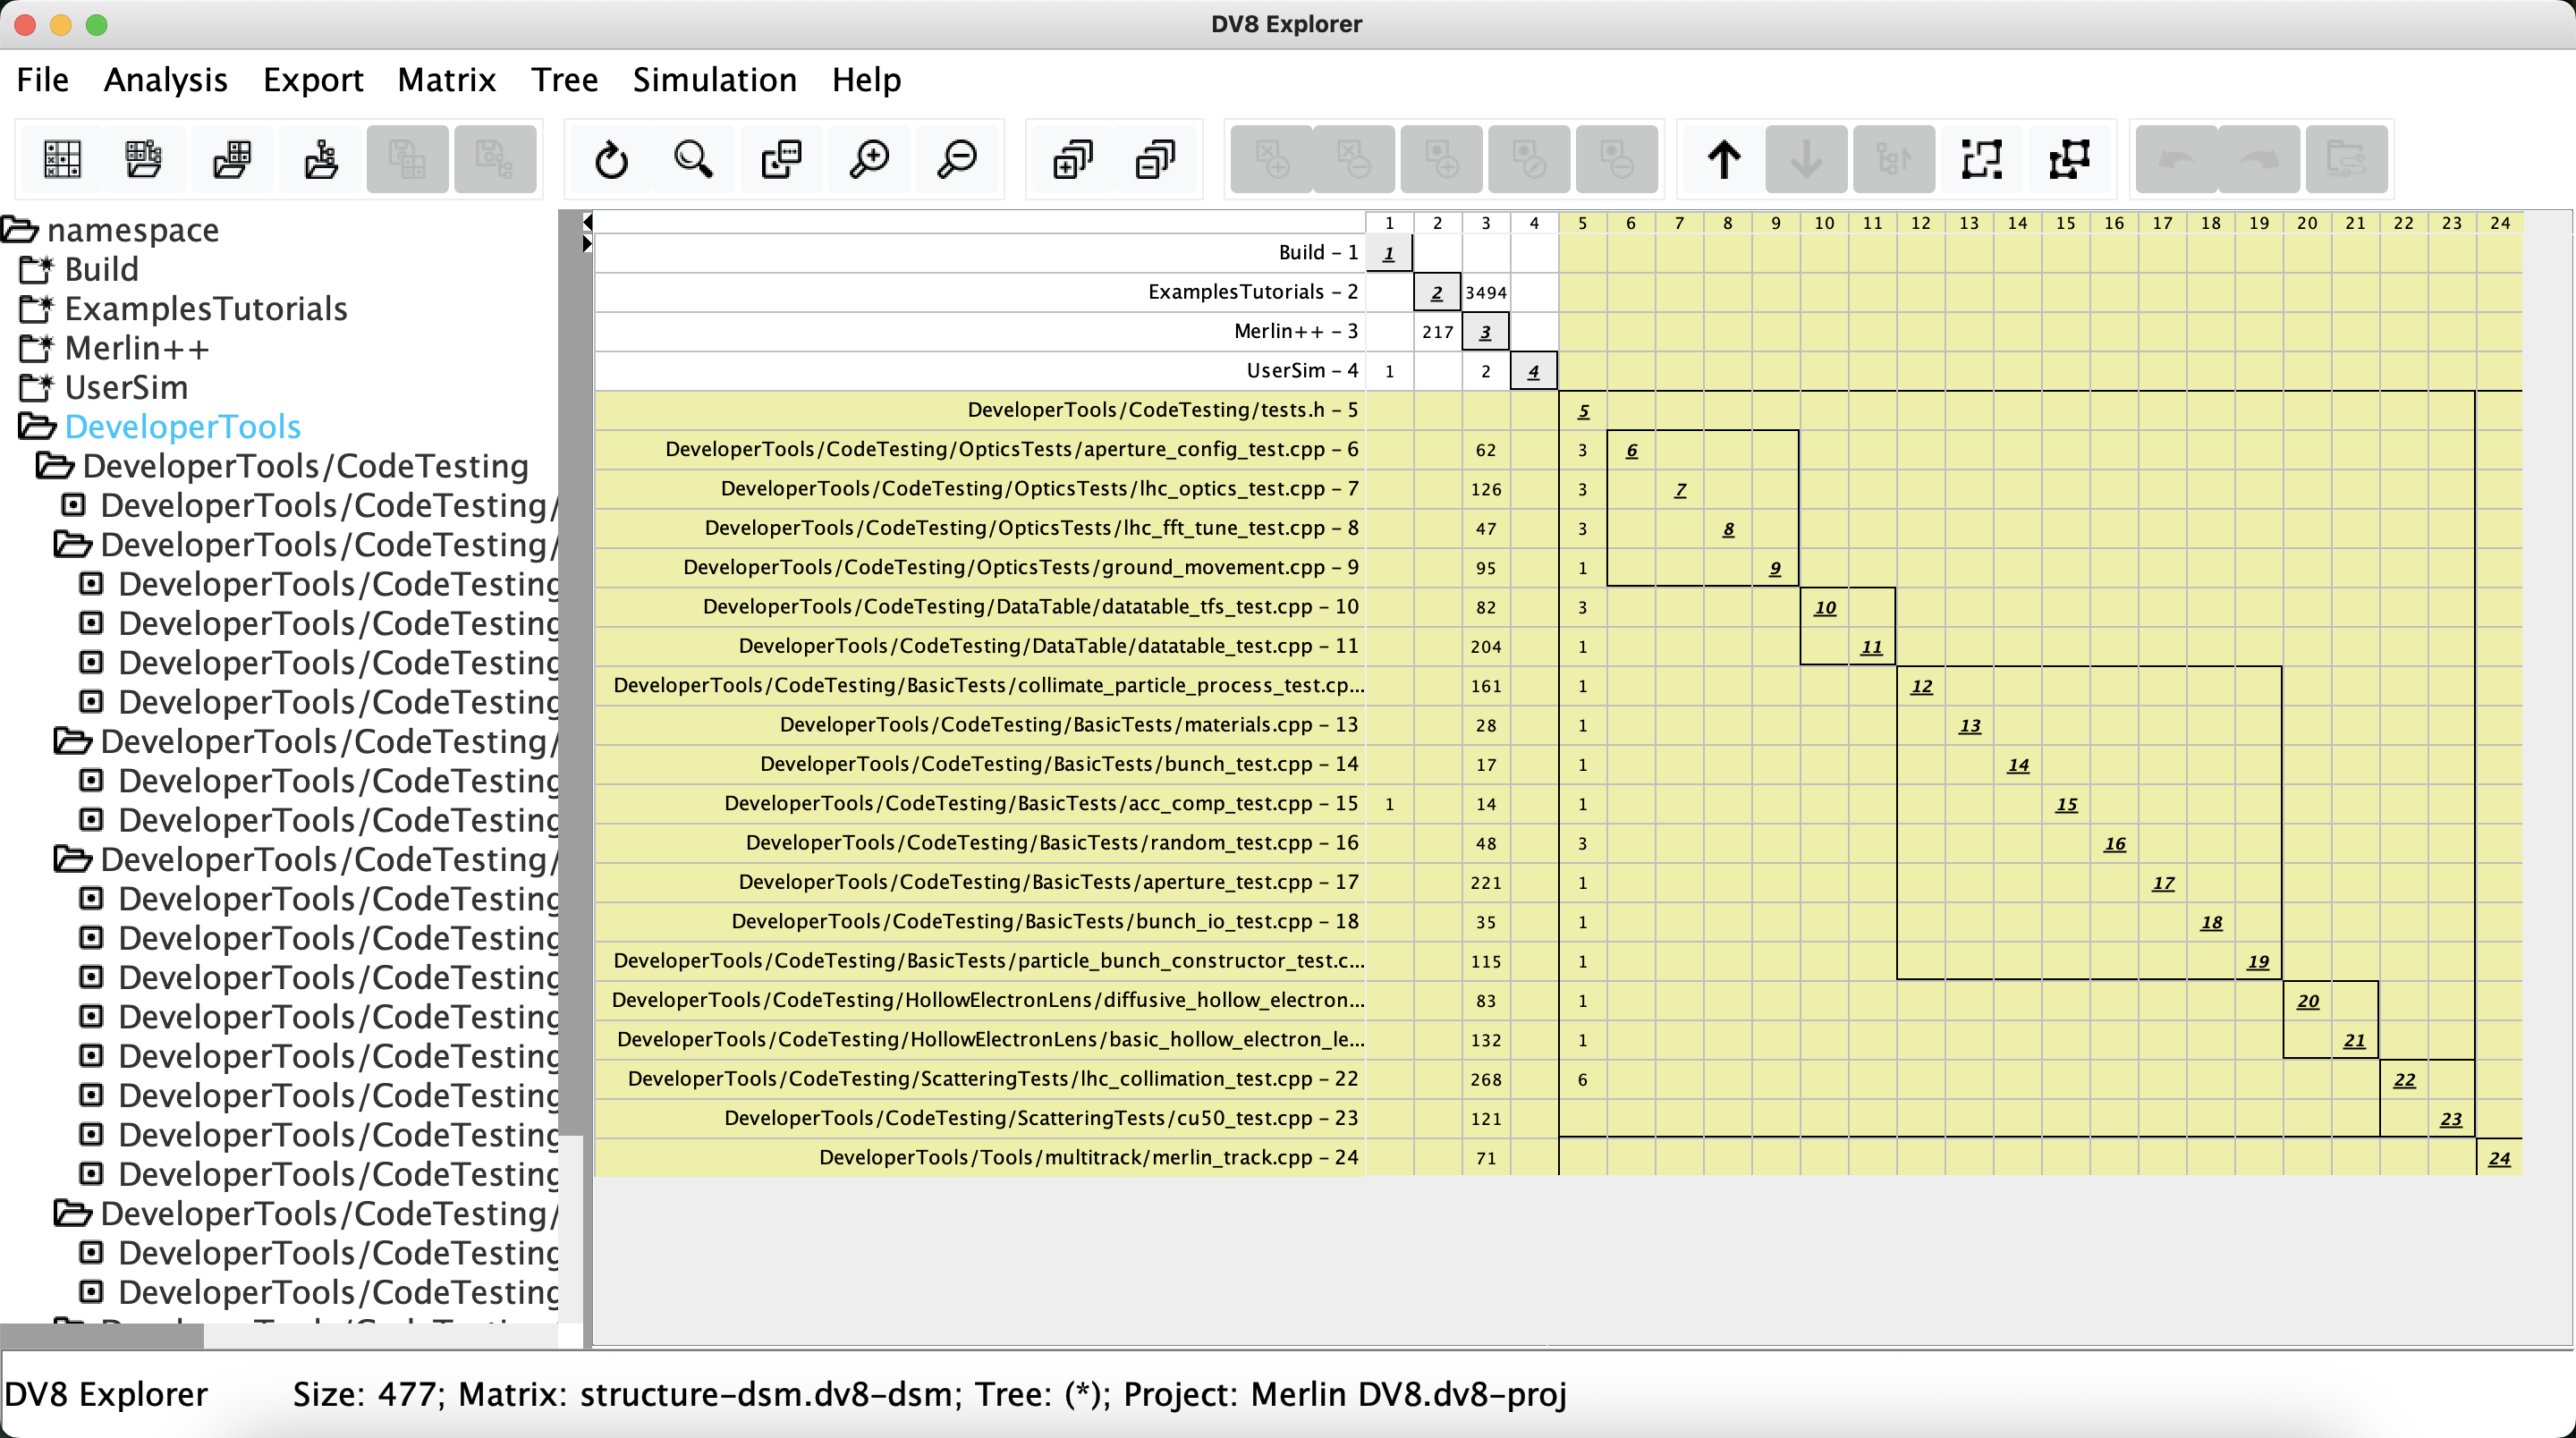 DV8 Explorer
File Analysis Export Matrix Tree Simulation Help
namespace
Build
ExamplesTutorials
Merlin++
UserSim
DeveloperTools
DeveloperTools/CodeTesting
DeveloperTools/CodeTesting/
DeveloperTools/CodeTesting/
DeveloperTools/CodeTesting
DeveloperTools/CodeTesting
DeveloperTools/CodeTesting
DeveloperTools/CodeTesting
DeveloperTools/CodeTesting/
DeveloperTools/CodeTesting
DeveloperTools/CodeTesting
DeveloperTools/CodeTesting/
DeveloperTools/CodeTesting
DeveloperTools/CodeTesting
DeveloperTools/CodeTesting
DeveloperTools/CodeTesting
DeveloperTools/CodeTesting
DeveloperTools/CodeTesting
DeveloperTools/CodeTesting
DeveloperTools/CodeTesting
DeveloperTools/CodeTesting/
DeveloperTools/CodeTesting
DeveloperTools/CodeTesting
1 2 3 4 5 6 7 8 9 10 11 12 13 14 15 16 17 18 19 20 21 22 23 24
Build - 1 1
ExamplesTutorials - 2 2 3494
Merlin++ - 3 217 3
UserSim - 4 1 2 4
DeveloperTools/CodeTesting/tests.h - 5 5
DeveloperTools/CodeTesting/OpticsTests/aperture_config_test.cpp - 6 62 3 6
DeveloperTools/CodeTesting/OpticsTests/lhc_optics_test.cpp - 7 126 3 7
DeveloperTools/CodeTesting/OpticsTests/lhc_fft_tune_test.cpp - 8 47 3 8
DeveloperTools/CodeTesting/OpticsTests/ground_movement.cpp - 9 95 1 9
DeveloperTools/CodeTesting/DataTable/datatable_tfs_test.cpp - 10 82 3 10
DeveloperTools/CodeTesting/DataTable/datatable_test.cpp - 11 204 1 11
DeveloperTools/CodeTesting/BasicTests/collimate_particle_process_test.cp... 161 1 12
DeveloperTools/CodeTesting/BasicTests/materials.cpp - 13 28 1 13
DeveloperTools/CodeTesting/BasicTests/bunch_test.cpp - 14 17 1 14
DeveloperTools/CodeTesting/BasicTests/acc_comp_test.cpp - 15 1 14 1 15
DeveloperTools/CodeTesting/BasicTests/random_test.cpp - 16 48 3 16
DeveloperTools/CodeTesting/BasicTests/aperture_test.cpp - 17 221 1 17
DeveloperTools/CodeTesting/BasicTests/bunch_io_test.cpp - 18 35 1 18
DeveloperTools/CodeTesting/BasicTests/particle_bunch_constructor_test.c... 115 1 19
DeveloperTools/CodeTesting/HollowElectronLens/diffusive_hollow_electron... 83 1 20
DeveloperTools/CodeTesting/HollowElectronLens/basic_hollow_electron_le... 132 1 21
DeveloperTools/CodeTesting/ScatteringTests/lhc_collimation_test.cpp - 22 268 6 22
DeveloperTools/CodeTesting/ScatteringTests/cu50_test.cpp - 23 121 23
DeveloperTools/Tools/multitrack/merlin_track.cpp - 24 71 24
DV8 Explorer Size: 477; Matrix: structure-dsm.dv8-dsm; Tree: (*); Project: Merlin DV8.dv8-proj